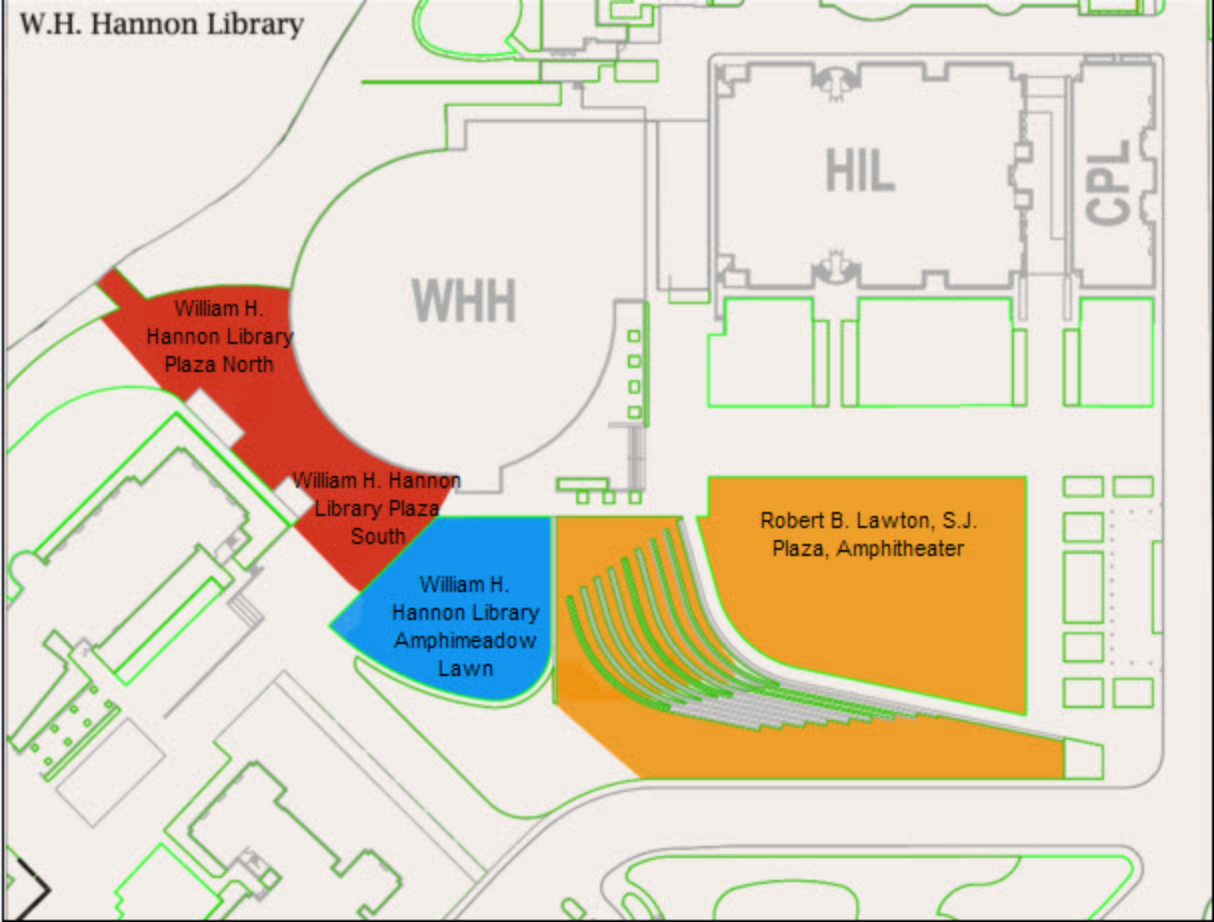 W.H. Hannon Library
HIL
CPL
WHH
William H.
Hannon Library
Plaza North
William H. Hannon
Library Plaza
South
William H.
Hannon Library
Amphimeadow
Lawn
Robert B. Lawton, S.J.
Plaza, Amphitheater